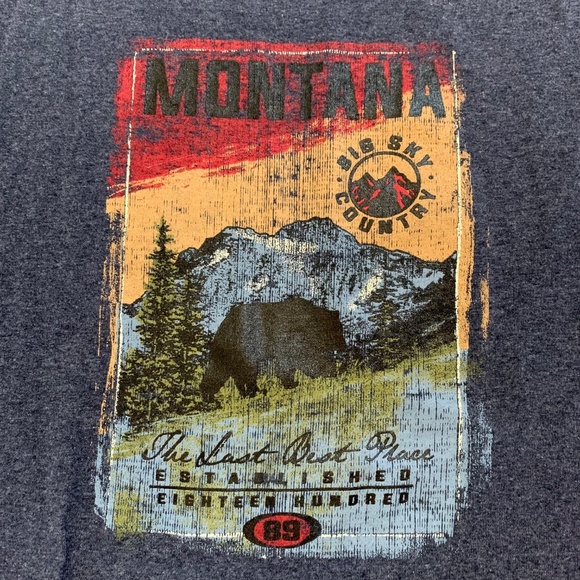 MONTANA
BIG SKY
COUNTRY
The Last Best Place
ESTABLISHED
EIGHTEEN HUNDRED
89